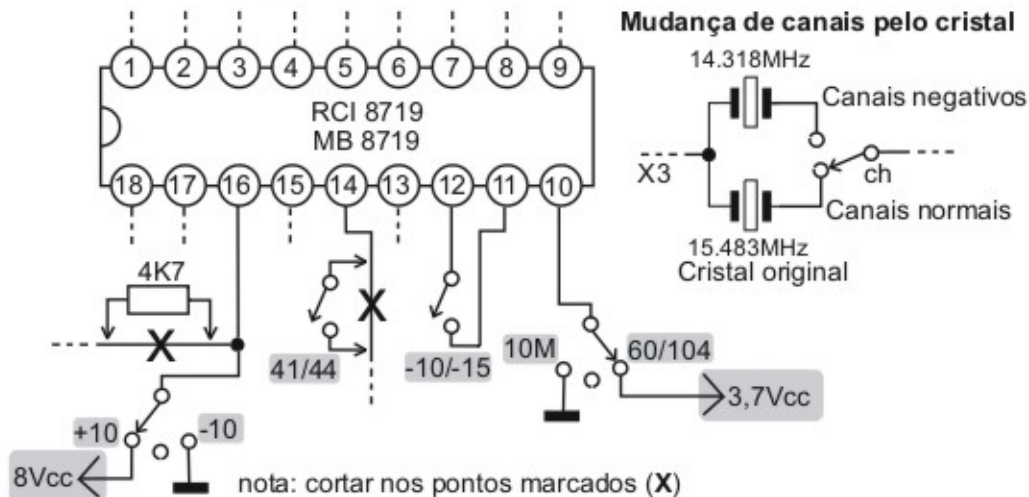 Mudança de canais pelo cristal
1 2 3 4 5 6 7 8 9
RCI 8719
MB 8719
18 17 16 15 14 13 12 11 10
14.318MHz
Canais negativos
X3
ch
Canais normais
15.483MHz
Cristal original
4K7
X
X
41/44
-10/-15
10M
60/104
3,7Vcc
+10
-10
8Vcc
nota: cortar nos pontos marcados (X)